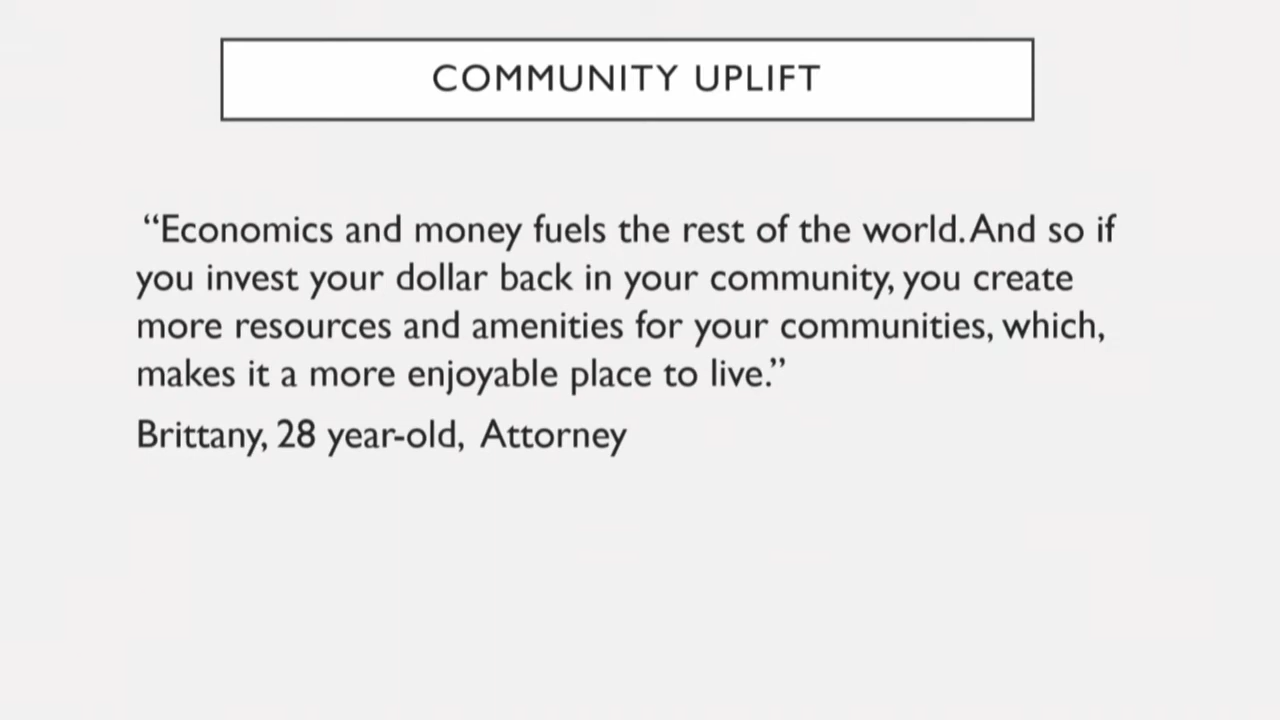 COMMUNITY UPLIFT
“Economics and money fuels the rest of the world. And so if
you invest your dollar back in your community, you create
more resources and amenities for your communities, which,
makes it a more enjoyable place to live.”
Brittany, 28 year-old, Attorney